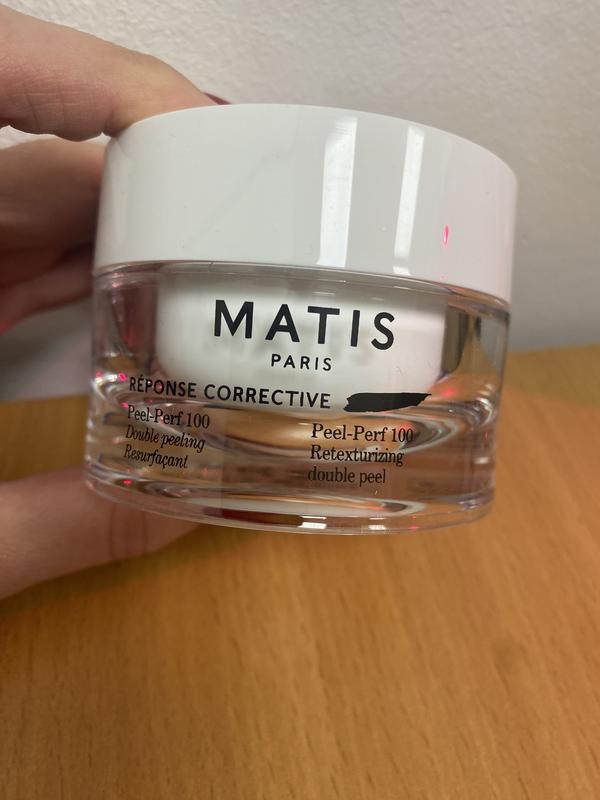 MATIS
PARIS
RÉPONSE CORRECTIVE
Peel-Perf 100
Double peeling
Resurfaçant
Peel-Perf 100
Retexturizing
double peel